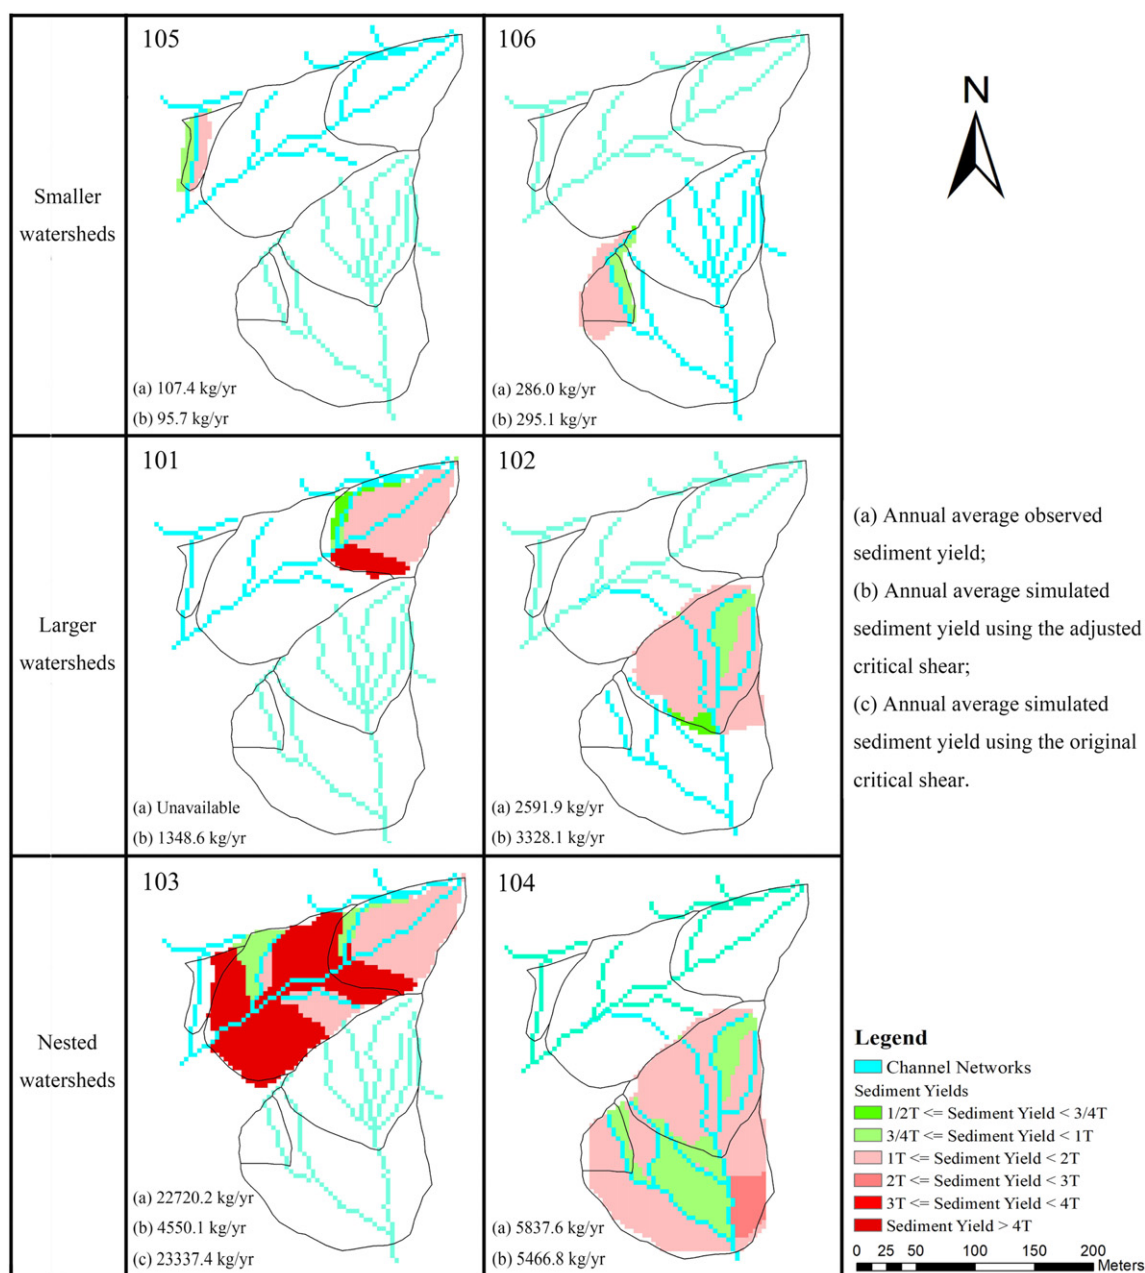 Smaller
watersheds
105
(a) 107.4 kg/yr
(b) 95.7 kg/yr
106
(a) 286.0 kg/yr
(b) 295.1 kg/yr
N
Larger
watersheds
101
(a) Unavailable
(b) 1348.6 kg/yr
102
(a) 2591.9 kg/yr
(b) 3328.1 kg/yr
(a) Annual average observed
sediment yield;
(b) Annual average simulated
sediment yield using the adjusted
critical shear;
(c) Annual average simulated
sediment yield using the original
critical shear.
Nested
watersheds
103
(a) 22720.2 kg/yr
(b) 4550.1 kg/yr
(c) 23337.4 kg/yr
104
(a) 5837.6 kg/yr
(b) 5466.8 kg/yr
Legend
Channel Networks
Sediment Yields
1/2T <= Sediment Yield < 3/4T
3/4T <= Sediment Yield < 1T
1T <= Sediment Yield < 2T
2T <= Sediment Yield < 3T
3T <= Sediment Yield < 4T
Sediment Yield > 4T
0 25 50 100 150 200
Meters